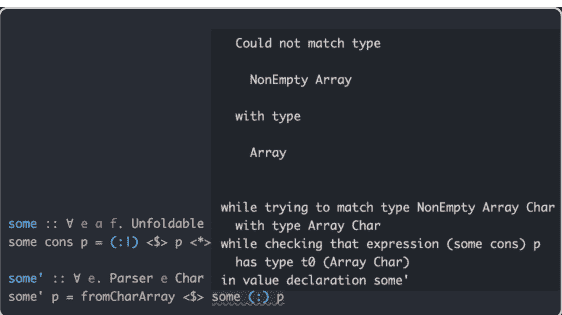 Could not match type
NonEmpty Array
with type
Array
while trying to match type NonEmpty Array Char
with type Array Char
while checking that expression (some cons) p
has type t0 (Array Char)
in value declaration some'
some :: ∀ e a f. Unfoldable
some cons p = (:|) <$> p <*>
some' :: ∀ e. Parser e Char
some' p = fromCharArray <$> some (:) p